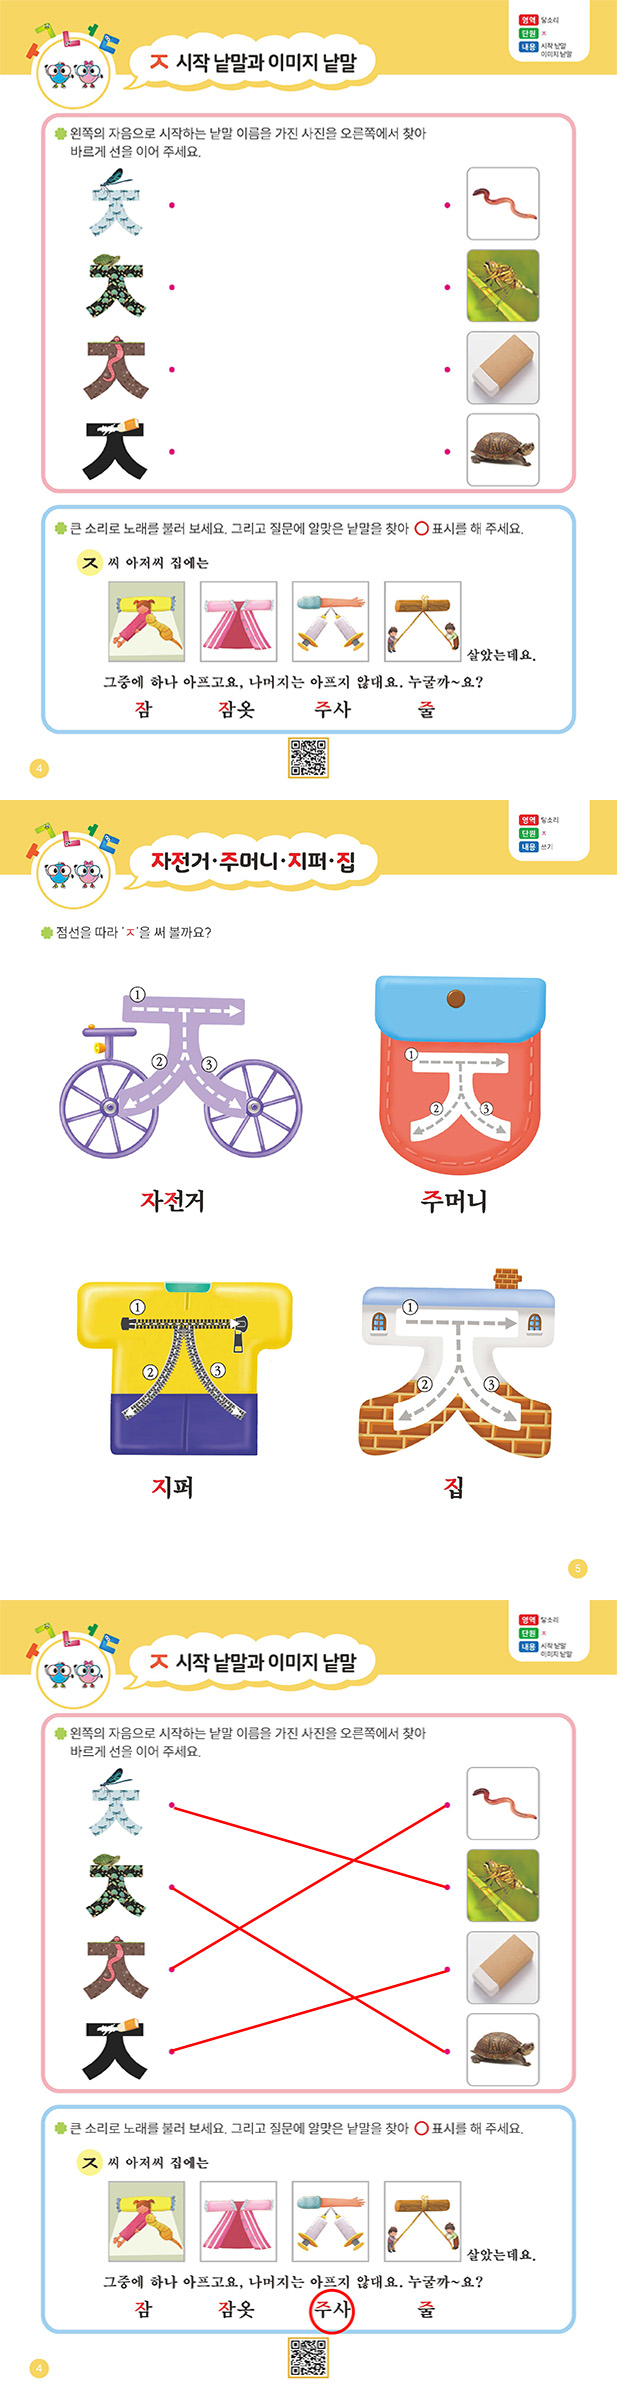 영역 닿소리
단원 ㅈ
내용 시작 낱말
이미지 낱말
ㅈ 시작 낱말과 이미지 낱말
왼쪽의 자음으로 시작하는 낱말 이름을 가진 사진을 오른쪽에서 찾아
바르게 선을 이어 주세요.
큰 소리로 노래를 불러 보세요. 그리고 질문에 알맞은 낱말을 찾아 ○ 표시를 해 주세요.
ㅈ 씨 아저씨 집에는
살았는데요.
그중에 하나 아프고요, 나머지는 아프지 않대요. 누굴까~요?
잠 잠옷 주사 줄
4
영역 닿소리
단원 ㅈ
내용 쓰기
자전거·주머니·지퍼·집
점선을 따라 'ㅈ'을 써 볼까요?
① ② ③
① ② ③
자전거 주머니
① ② ③
① ② ③
지퍼 집
5
영역 닿소리
단원 ㅈ
내용 시작 낱말
이미지 낱말
ㅈ 시작 낱말과 이미지 낱말
왼쪽의 자음으로 시작하는 낱말 이름을 가진 사진을 오른쪽에서 찾아
바르게 선을 이어 주세요.
큰 소리로 노래를 불러 보세요. 그리고 질문에 알맞은 낱말을 찾아 ○ 표시를 해 주세요.
ㅈ 씨 아저씨 집에는
살았는데요.
그중에 하나 아프고요, 나머지는 아프지 않대요. 누굴까~요?
잠 잠옷 주사 줄
4